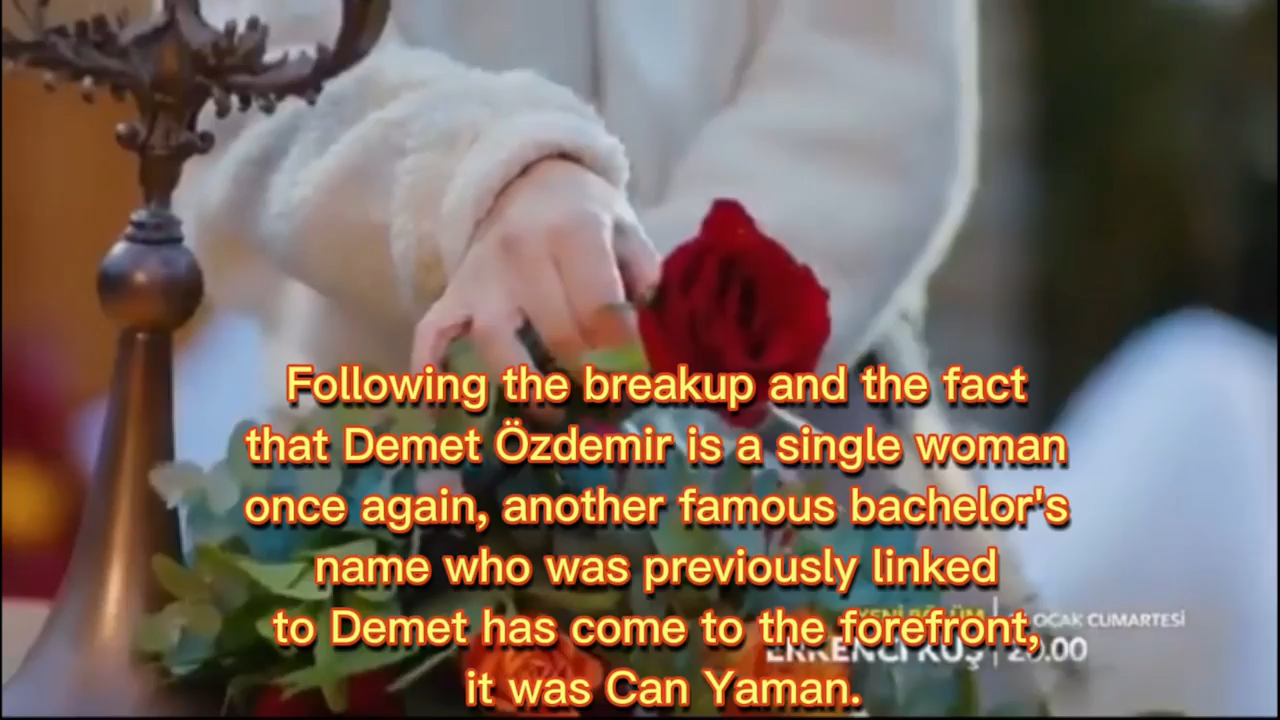 Following the breakup and the fact
that Demet Özdemir is a single woman
once again, another famous bachelor's
name who was previously linked
to Demet has come to the forefront,
it was Can Yaman.
YENİ BÖLÜM | OCAK CUMARTESİ
ERKENCİ KUŞ | 20.00